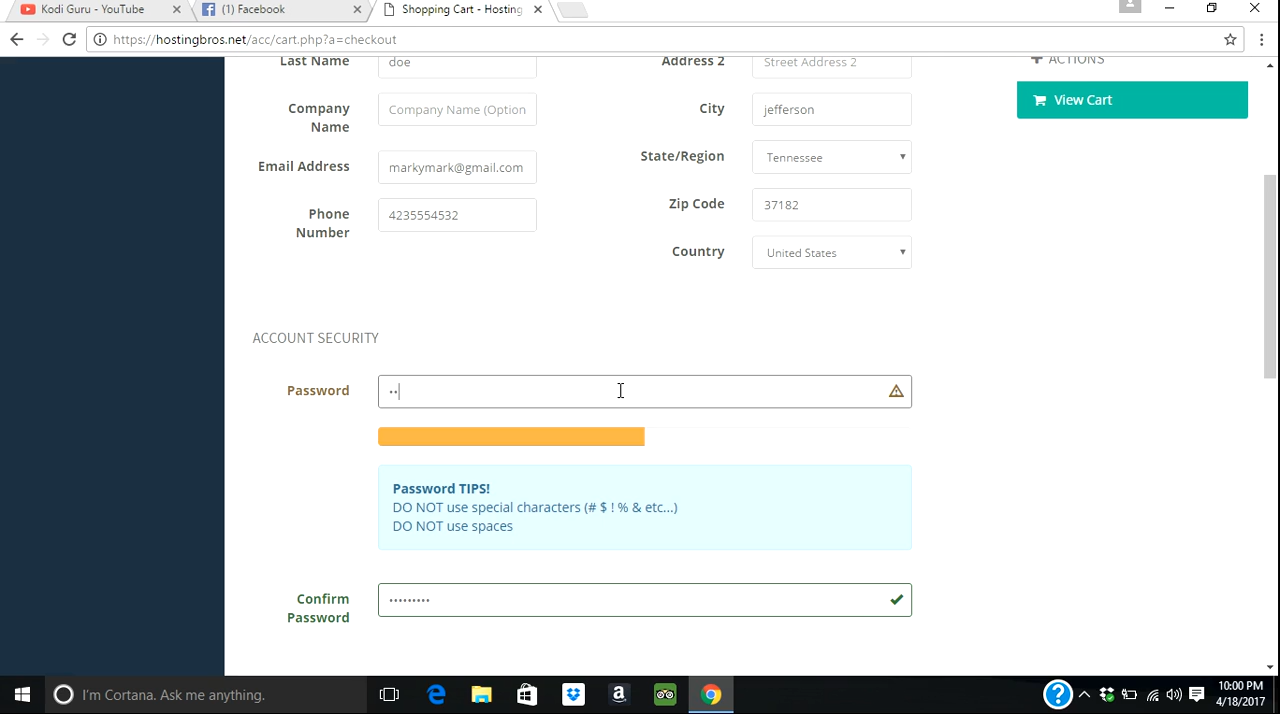 Kodi Guru - YouTube
(1) Facebook
Shopping Cart - Hosting
https://hostingbros.net/acc/cart.php?a=checkout
Last Name
doe
Address 2
Street Address 2
ACTIONS
View Cart
Company
Name
Company Name (Option
City
jefferson
Email Address
markymark@gmail.com
State/Region
Tennessee
Phone
Number
4235554532
Zip Code
37182
Country
United States
ACCOUNT SECURITY
Password
••
Password TIPS!
DO NOT use special characters (# $ ! % & etc...)
DO NOT use spaces
Confirm
Password
•••••••••
I'm Cortana. Ask me anything.
10:00 PM
4/18/2017